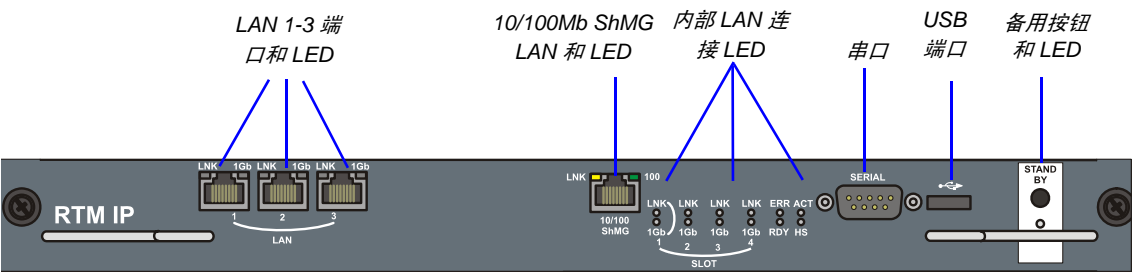 LAN 1-3 端
口和 LED
10/100Mb ShMG
LAN 和 LED
内部 LAN 连
接 LED
串口
USB
端口
备用按钮
和 LED
LNK 1Gb LNK 1Gb LNK 1Gb
1 2 3
LAN
RTM IP
LNK 100
10/100
ShMG
LNK LNK LNK LNK ERR ACT
1Gb 1Gb 1Gb 1Gb RDY HS
1 2 3 4
SLOT
SERIAL
STAND
BY